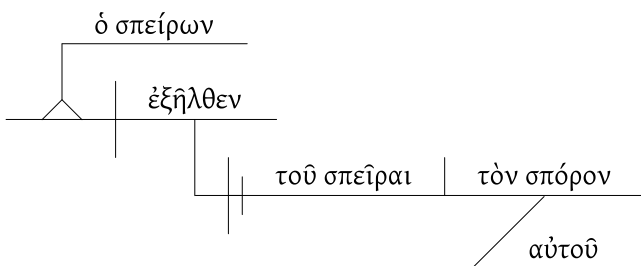 ὁ σπείρων
ἐξῆλθεν
τοῦ σπεῖραι τὸν σπόρον
αὐτοῦ